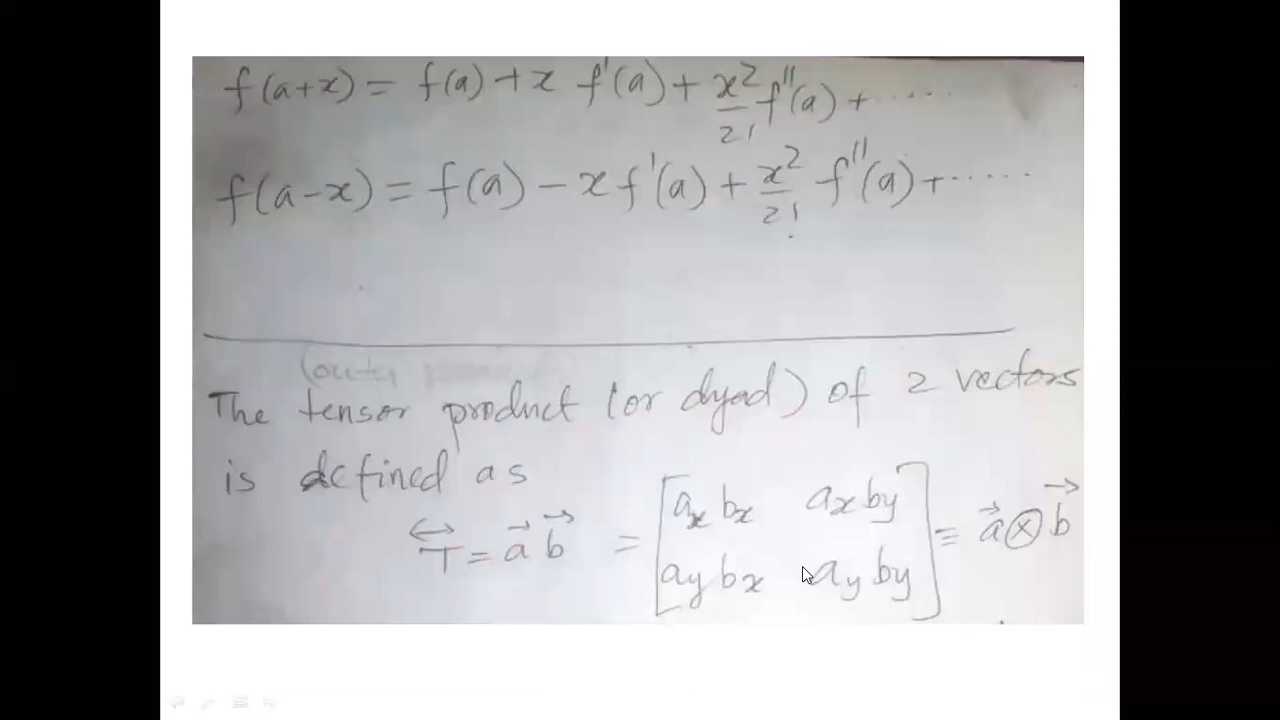 f(a+x) = f(a) + x f'(a) + x²/2! f''(a) + .....
f(a-x) = f(a) - x f'(a) + x²/2! f''(a) + ......
(outer
The tensor product (or dyad) of 2 vectors
is defined as
T⃡ = a⃗ b⃗ = [aₓ bₓ aₓ by
ay bₓ ay by] ≡ a⃗ ⊗ b⃗